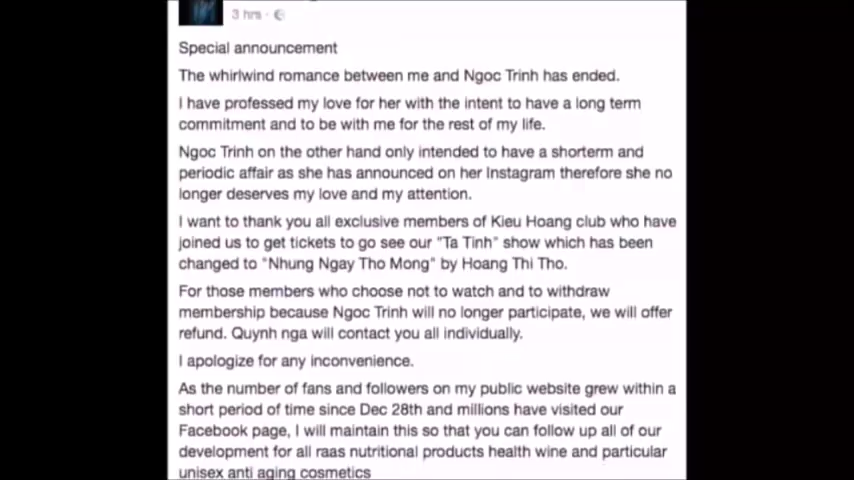 3 hrs ·
Special announcement
The whirlwind romance between me and Ngoc Trinh has ended.
I have professed my love for her with the intent to have a long term
commitment and to be with me for the rest of my life.
Ngoc Trinh on the other hand only intended to have a shorterm and
periodic affair as she has announced on her Instagram therefore she no
longer deserves my love and my attention.
I want to thank you all exclusive members of Kieu Hoang club who have
joined us to get tickets to go see our "Ta Tinh" show which has been
changed to "Nhung Ngay Tho Mong" by Hoang Thi Tho.
For those members who choose not to watch and to withdraw
membership because Ngoc Trinh will no longer participate, we will offer
refund. Quynh nga will contact you all individually.
I apologize for any inconvenience.
As the number of fans and followers on my public website grew within a
short period of time since Dec 28th and millions have visited our
Facebook page, I will maintain this so that you can follow up all of our
development for all raas nutritional products health wine and particular
unisex anti aging cosmetics